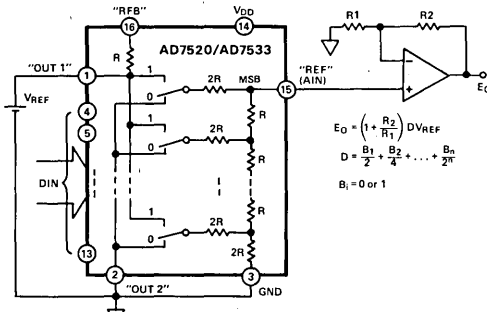 "RFB"
16
VDD
14
R1
R2
R
AD7520/AD7533
"OUT 1"
1
1
2R
MSB
15
"REF"
(AIN)
0
VREF
4
5
R
EO
1
2R
0
R
EO = (1 + R2/R1) DVREF
D = B1/2 + B2/4 + . . . + Bn/2ⁿ
DIN
Bi = 0 or 1
1
R
2R
0
2R
13
2
3
GND
"OUT 2"